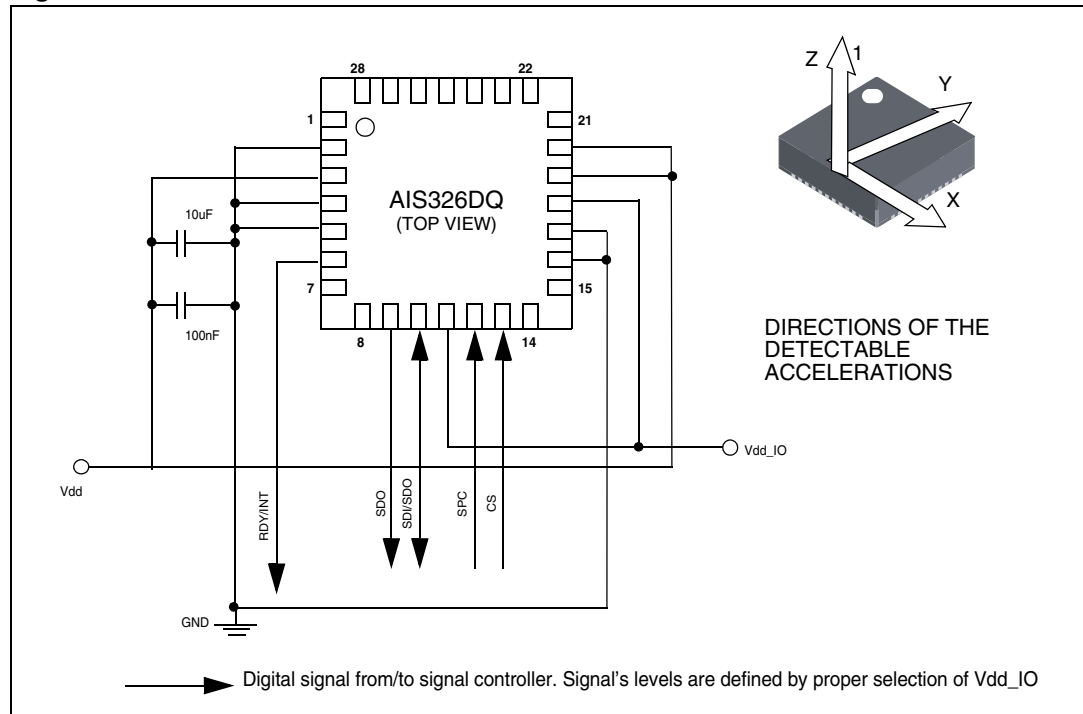 28
22
1
21
AIS326DQ
(TOP VIEW)
10uF
100nF
7
15
8
14
Z
1
Y
X
DIRECTIONS OF THE
DETECTABLE
ACCELERATIONS
Vdd_IO
Vdd
RDY/INT
SDO
SDI/SDO
SPC
CS
GND
Digital signal from/to signal controller. Signal's levels are defined by proper selection of Vdd_IO